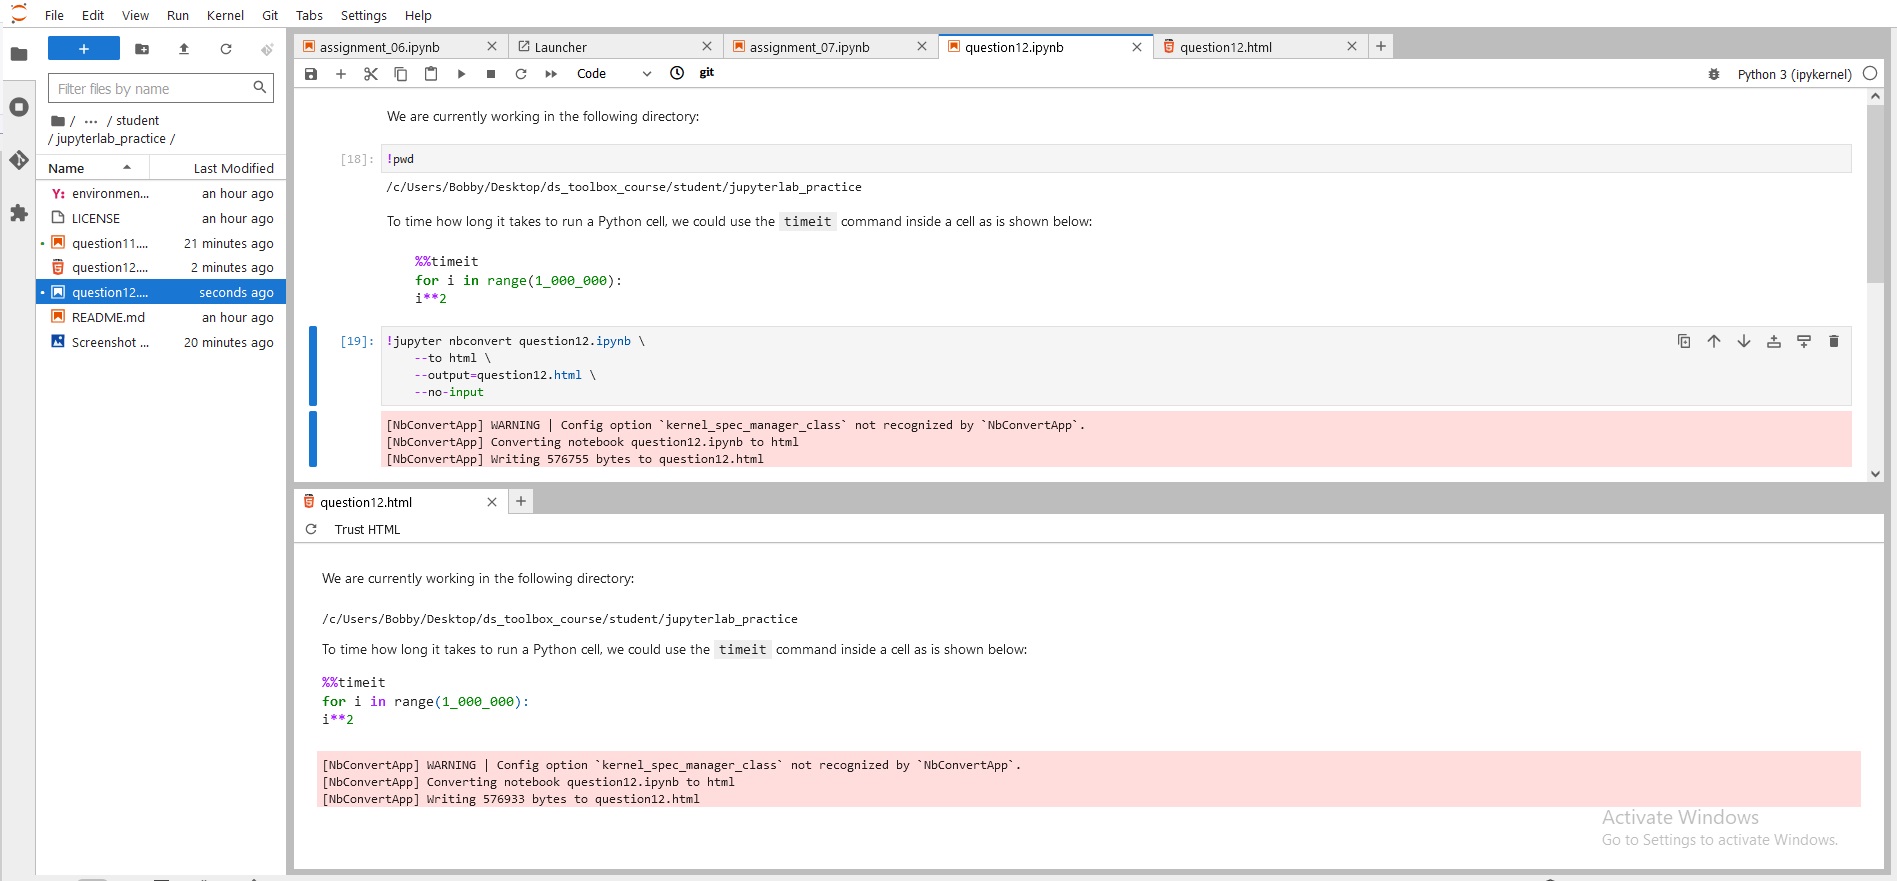 File Edit View Run Kernel Git Tabs Settings Help
+
Filter files by name
/ ... / student
/ jupyterlab_practice /
Name Last Modified
Y: environmen... an hour ago
LICENSE an hour ago
question11.... 21 minutes ago
question12.... 2 minutes ago
question12.... seconds ago
README.md an hour ago
Screenshot ... 20 minutes ago
assignment_06.ipynb Launcher assignment_07.ipynb question12.ipynb question12.html
Code git Python 3 (ipykernel)
We are currently working in the following directory:
[18]: !pwd
/c/Users/Bobby/Desktop/ds_toolbox_course/student/jupyterlab_practice
To time how long it takes to run a Python cell, we could use the timeit command inside a cell as is shown below:
%%timeit
for i in range(1_000_000):
i**2
[19]: !jupyter nbconvert question12.ipynb \
--to html \
--output=question12.html \
--no-input
[NbConvertApp] WARNING | Config option `kernel_spec_manager_class` not recognized by `NbConvertApp`.
[NbConvertApp] Converting notebook question12.ipynb to html
[NbConvertApp] Writing 576755 bytes to question12.html
question12.html
Trust HTML
We are currently working in the following directory:
/c/Users/Bobby/Desktop/ds_toolbox_course/student/jupyterlab_practice
To time how long it takes to run a Python cell, we could use the timeit command inside a cell as is shown below:
%%timeit
for i in range(1_000_000):
i**2
[NbConvertApp] WARNING | Config option `kernel_spec_manager_class` not recognized by `NbConvertApp`.
[NbConvertApp] Converting notebook question12.ipynb to html
[NbConvertApp] Writing 576933 bytes to question12.html
Activate Windows
Go to Settings to activate Windows.